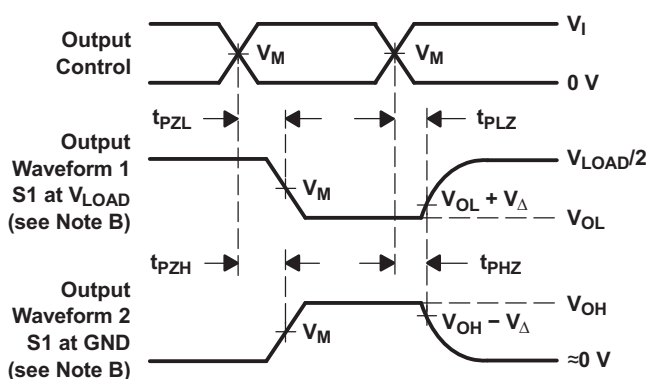 Output
Control
V_M
V_M
V_I
0 V
t_PZL
t_PLZ
Output
Waveform 1
S1 at V_LOAD
(see Note B)
V_M
V_LOAD/2
V_OL + V_Δ
V_OL
t_PZH
t_PHZ
Output
Waveform 2
S1 at GND
(see Note B)
V_M
V_OH
V_OH − V_Δ
≈0 V